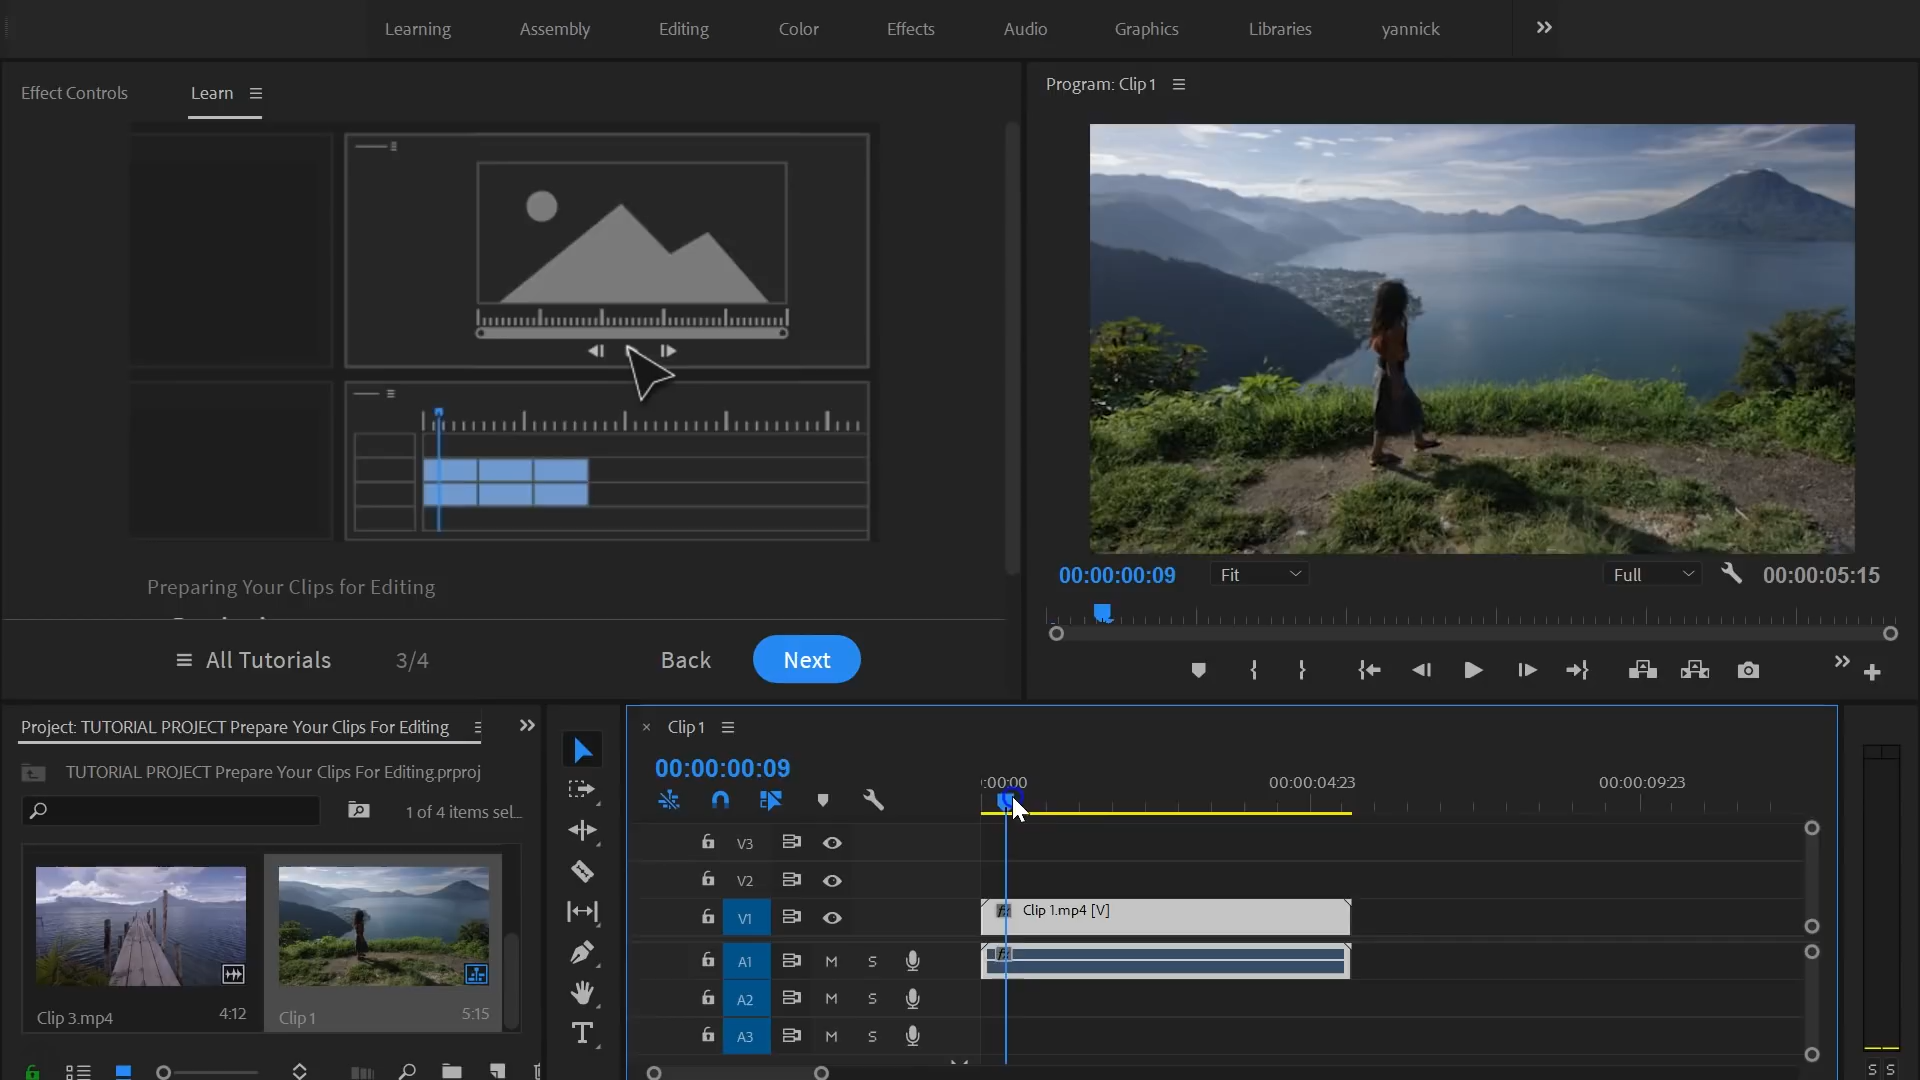 Learning Assembly Editing Color Effects Audio Graphics Libraries yannick
Effect Controls Learn
Program: Clip 1
Preparing Your Clips for Editing
All Tutorials 3/4 Back Next
00:00:00:09 Fit Full 00:00:05:15
Project: TUTORIAL PROJECT Prepare Your Clips For Editing
TUTORIAL PROJECT Prepare Your Clips For Editing.prproj
1 of 4 items sel...
Clip 3.mp4 4:12
Clip 1 5:15
Clip 1
00:00:00:09
:00:00 00:00:04:23 00:00:09:23
V3
V2
V1 Clip 1.mp4 [V]
A1 M S
A2 M S
A3 M S
S S